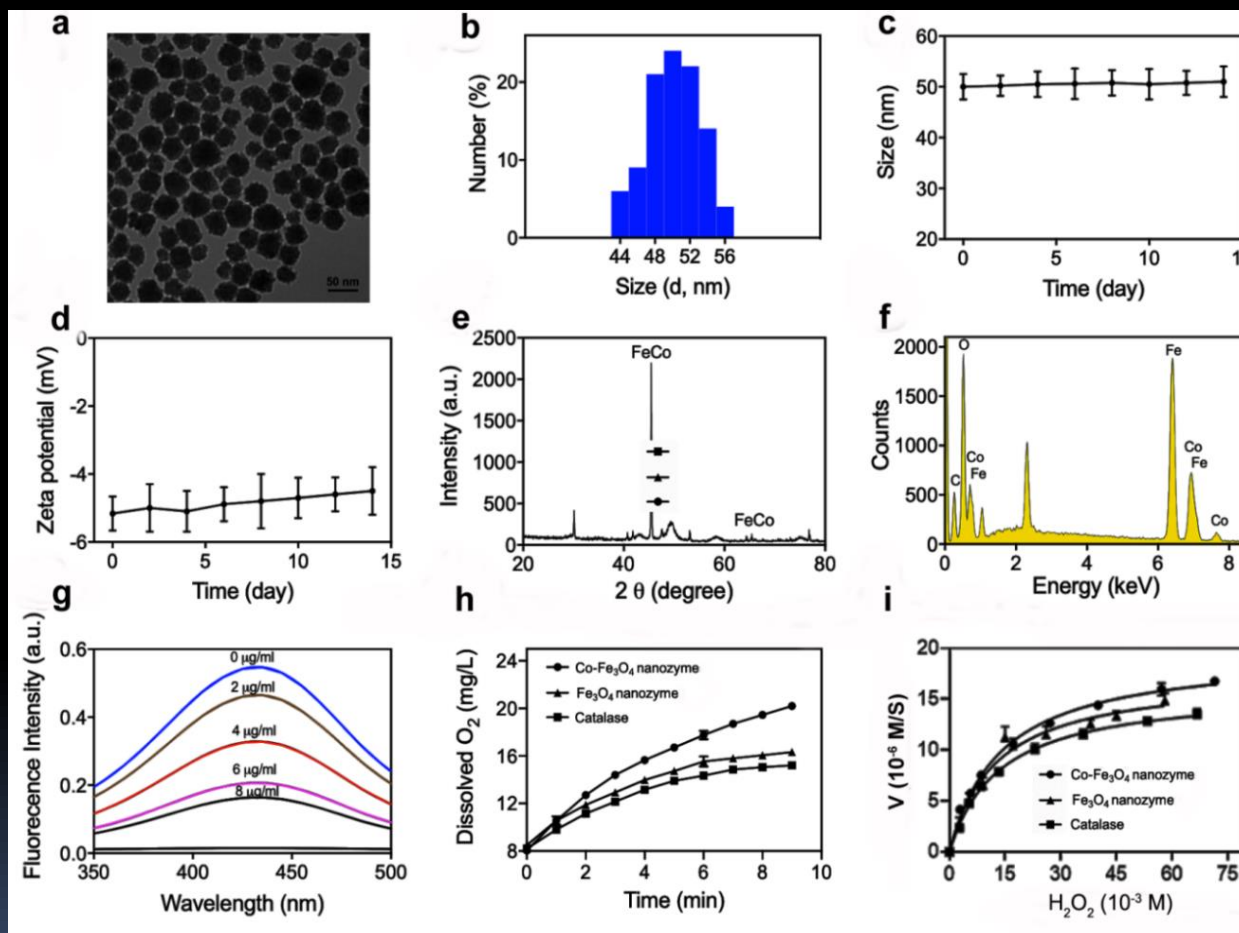 a
50 nm
b
Number (%)
20
10
0
44 48 52 56
Size (d, nm)
c
Size (nm)
60
50
40
30
20
0 5 10
Time (day)
d
Zeta potential (mV)
0
-2
-4
-6
0 5 10 15
Time (day)
e
Intensity (a.u.)
2500
2000
1500
1000
500
0
FeCo
FeCo
20 40 60 80
2 θ (degree)
f
Counts
2000
1500
1000
500
0
C
O
Co
Fe
Fe
Co
Fe
Co
0 2 4 6 8
Energy (keV)
g
Fluorecence Intensity (a.u.)
0.6
0.4
0.2
0.0
0 µg/ml
2 µg/ml
4 µg/ml
6 µg/ml
8 µg/ml
350 400 450 500
Wavelength (nm)
h
Dissolved O₂ (mg/L)
24
20
16
12
8
Co-Fe₃O₄ nanozyme
Fe₃O₄ nanozyme
Catalase
0 2 4 6 8 10
Time (min)
i
V (10⁻⁶ M/S)
20
15
10
5
0
Co-Fe₃O₄ nanozyme
Fe₃O₄ nanozyme
Catalase
0 15 30 45 60 75
H₂O₂ (10⁻³ M)